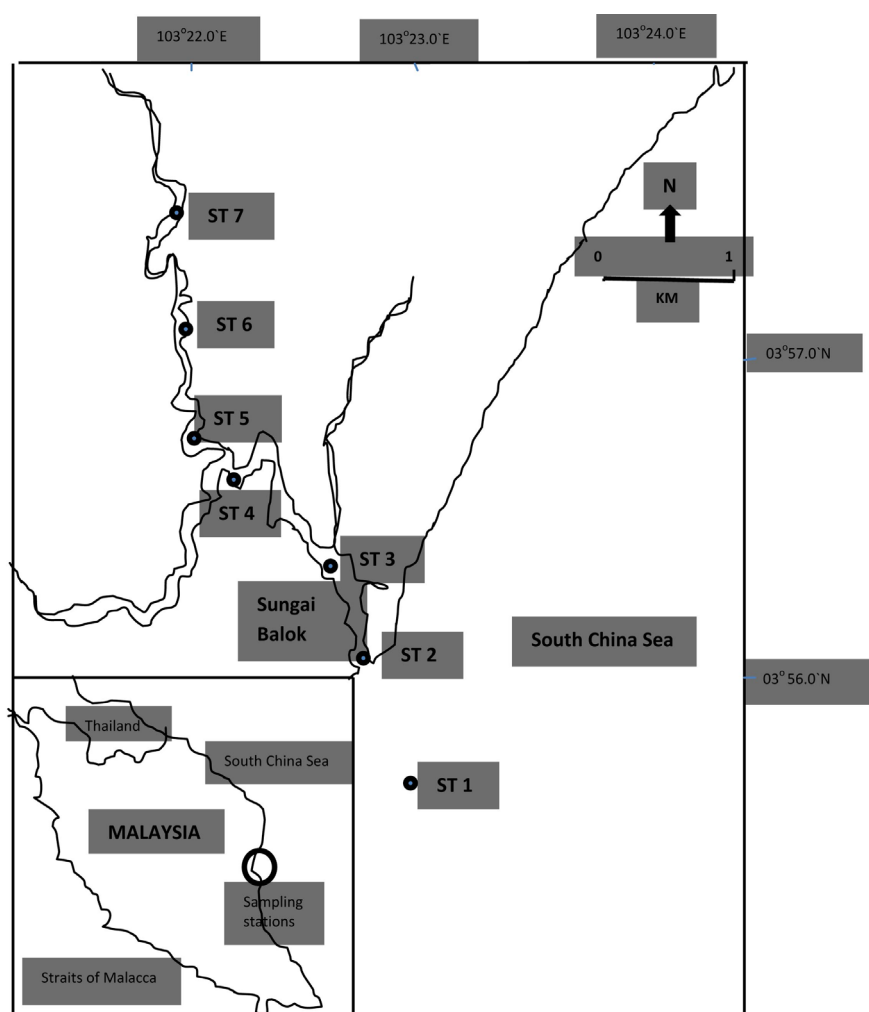 103°22.0`E
103°23.0`E
103°24.0`E
N
ST 7
0 1
KM
ST 6
03°57.0`N
ST 5
ST 4
ST 3
Sungai
Balok
ST 2
South China Sea
03°56.0`N
Thailand
South China Sea
ST 1
MALAYSIA
Sampling
stations
Straits of Malacca